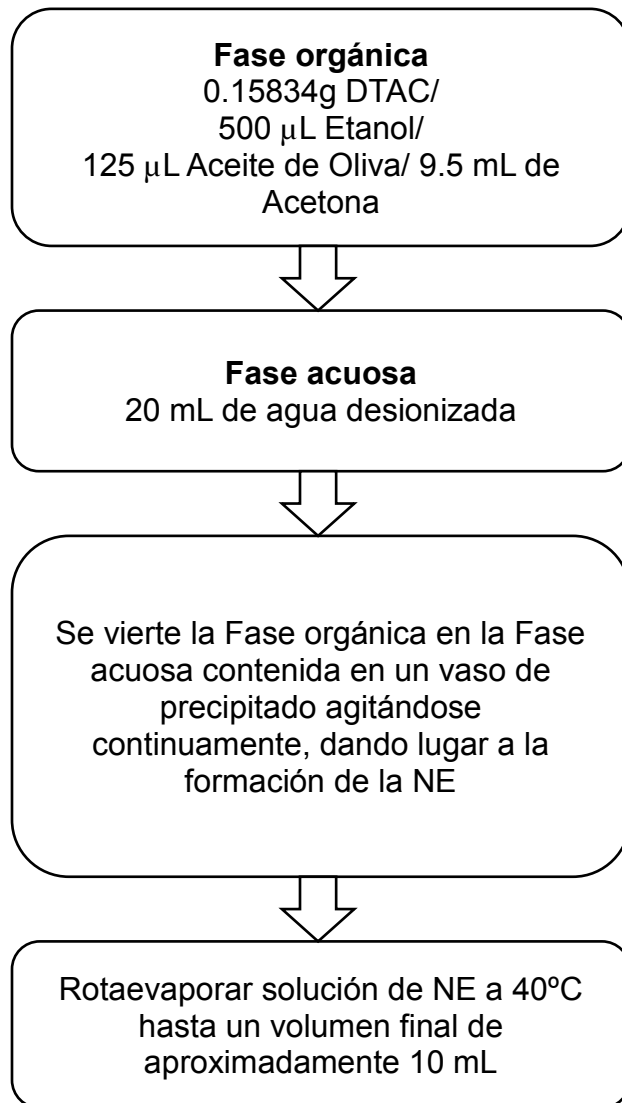 Fase orgánica
0.15834g DTAC/
500 μL Etanol/
125 μL Aceite de Oliva/ 9.5 mL de
Acetona
Fase acuosa
20 mL de agua desionizada
Se vierte la Fase orgánica en la Fase
acuosa contenida en un vaso de
precipitado agitándose
continuamente, dando lugar a la
formación de la NE
Rotaevaporar solución de NE a 40ºC
hasta un volumen final de
aproximadamente 10 mL